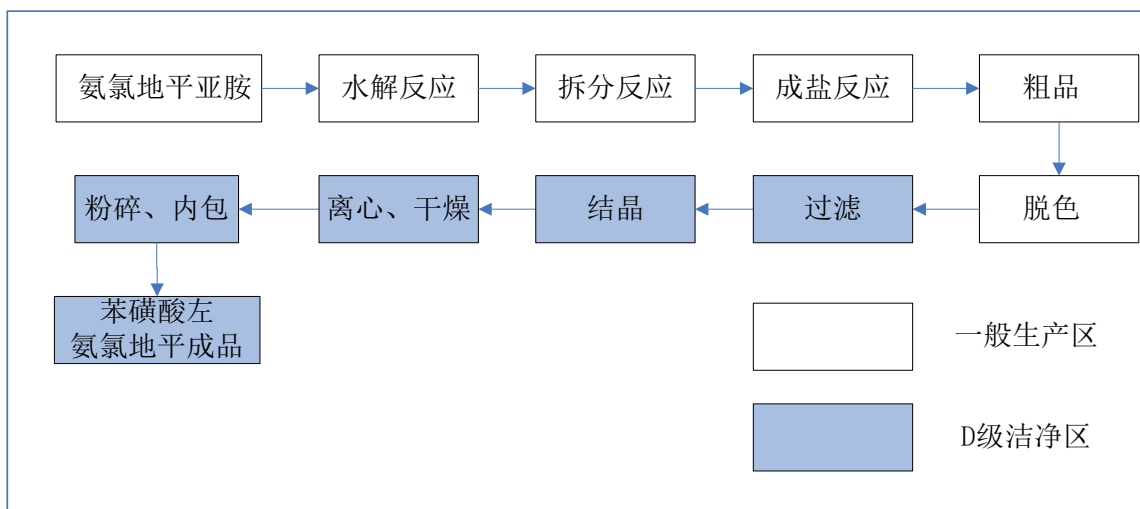 氨氯地平亚胺
水解反应
拆分反应
成盐反应
粗品
粉碎、内包
离心、干燥
结晶
过滤
脱色
苯磺酸左
氨氯地平成品
一般生产区
D级洁净区